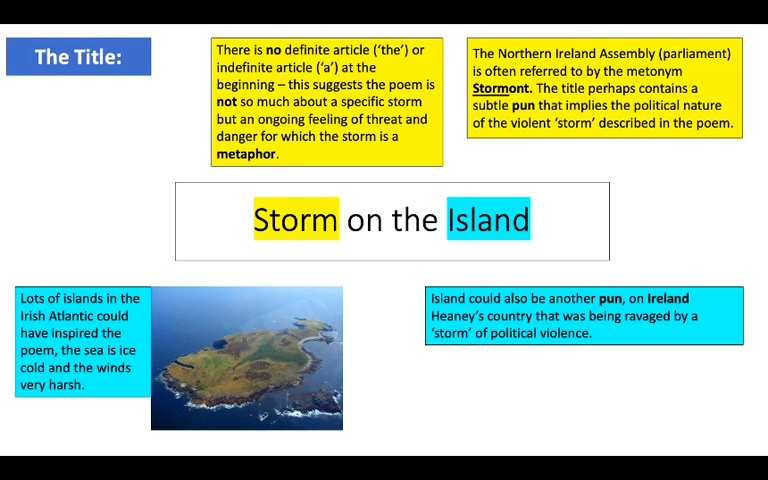 The Title:
There is no definite article (‘the’) or
indefinite article (‘a’) at the
beginning – this suggests the poem is
not so much about a specific storm
but an ongoing feeling of threat and
danger for which the storm is a
metaphor.
The Northern Ireland Assembly (parliament)
is often referred to by the metonym
Stormont. The title perhaps contains a
subtle pun that implies the political nature
of the violent ‘storm’ described in the poem.
Storm on the Island
Lots of islands in the
Irish Atlantic could
have inspired the
poem, the sea is ice
cold and the winds
very harsh.
Island could also be another pun, on Ireland
Heaney’s country that was being ravaged by a
‘storm’ of political violence.